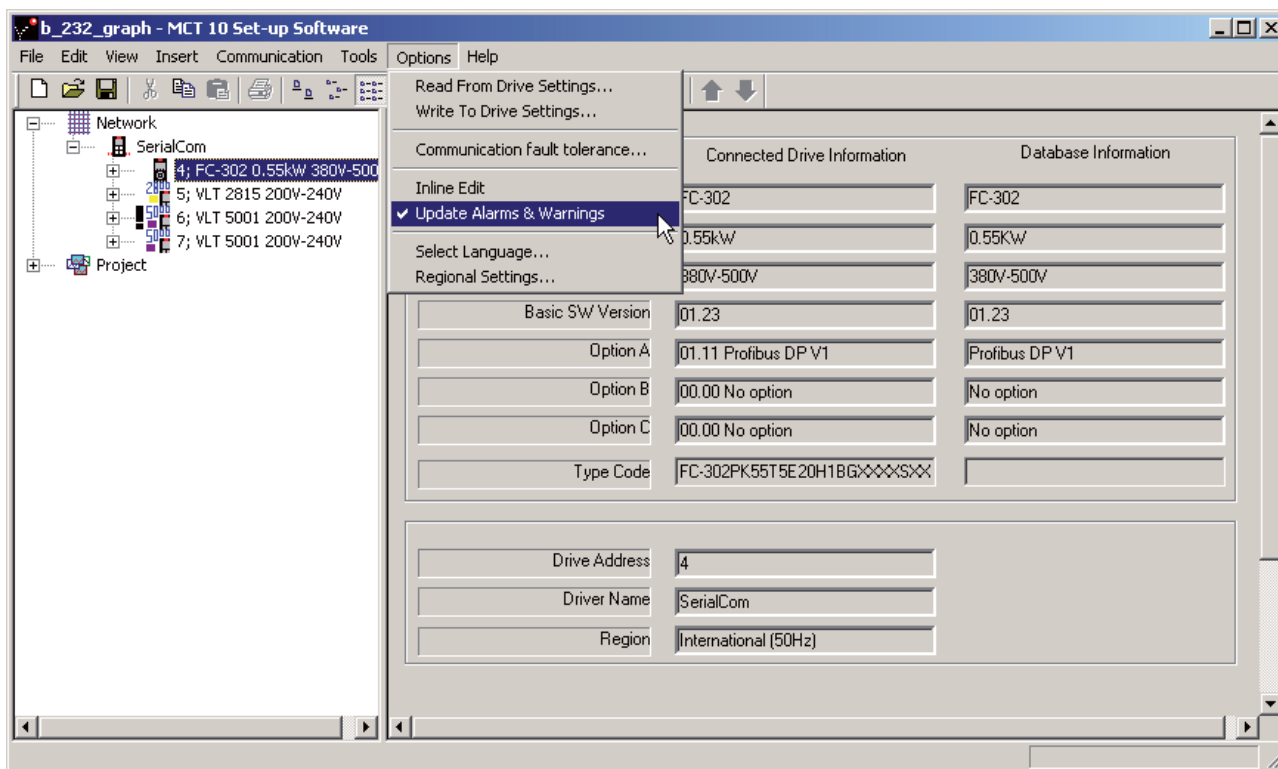 b_232_graph - MCT 10 Set-up Software
File Edit View Insert Communication Tools Options Help
Read From Drive Settings...
Write To Drive Settings...
Communication fault tolerance...
Inline Edit
Update Alarms & Warnings
Select Language...
Regional Settings...
Network
SerialCom
4; FC-302 0.55kW 380V-500
5; VLT 2815 200V-240V
6; VLT 5001 200V-240V
7; VLT 5001 200V-240V
Project
Connected Drive Information Database Information
FC-302 FC-302
0.55kW 0.55KW
380V-500V 380V-500V
Basic SW Version 01.23 01.23
Option A 01.11 Profibus DP V1 Profibus DP V1
Option B 00.00 No option No option
Option C 00.00 No option No option
Type Code FC-302PK55T5E20H1BGXXXXSXX
Drive Address 4
Driver Name SerialCom
Region International (50Hz)